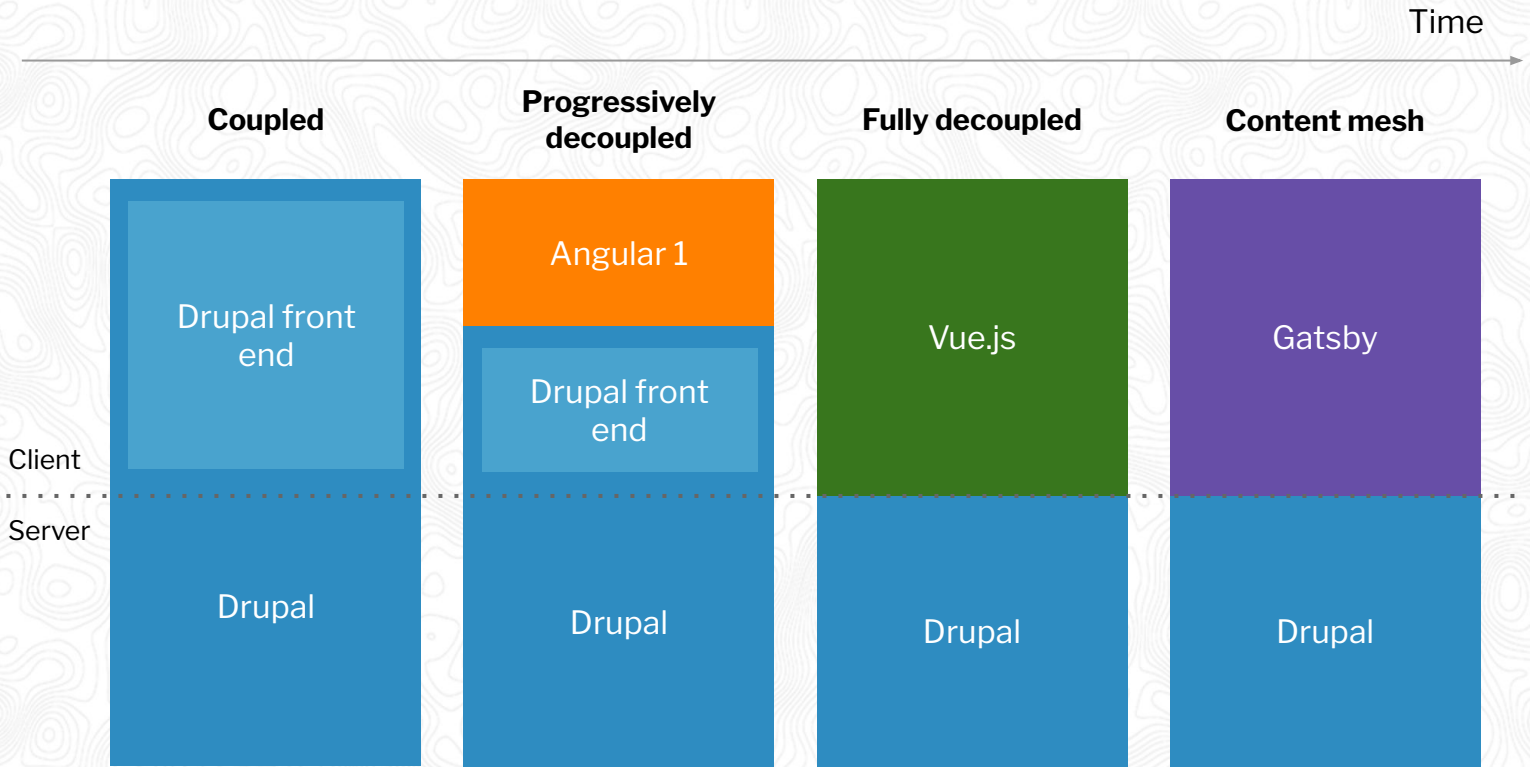 Time
Coupled
Progressively
decoupled
Fully decoupled
Content mesh
Drupal front
end
Angular 1
Drupal front
end
Vue.js
Gatsby
Client
Server
Drupal
Drupal
Drupal
Drupal